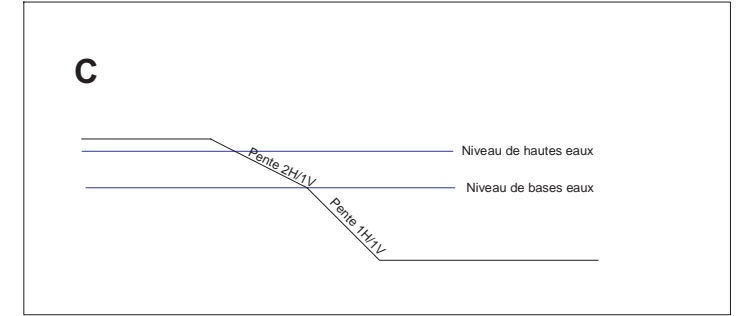 C
Niveau de hautes eaux
Pente 2H/1V
Niveau de bases eaux
Pente 1H/1V